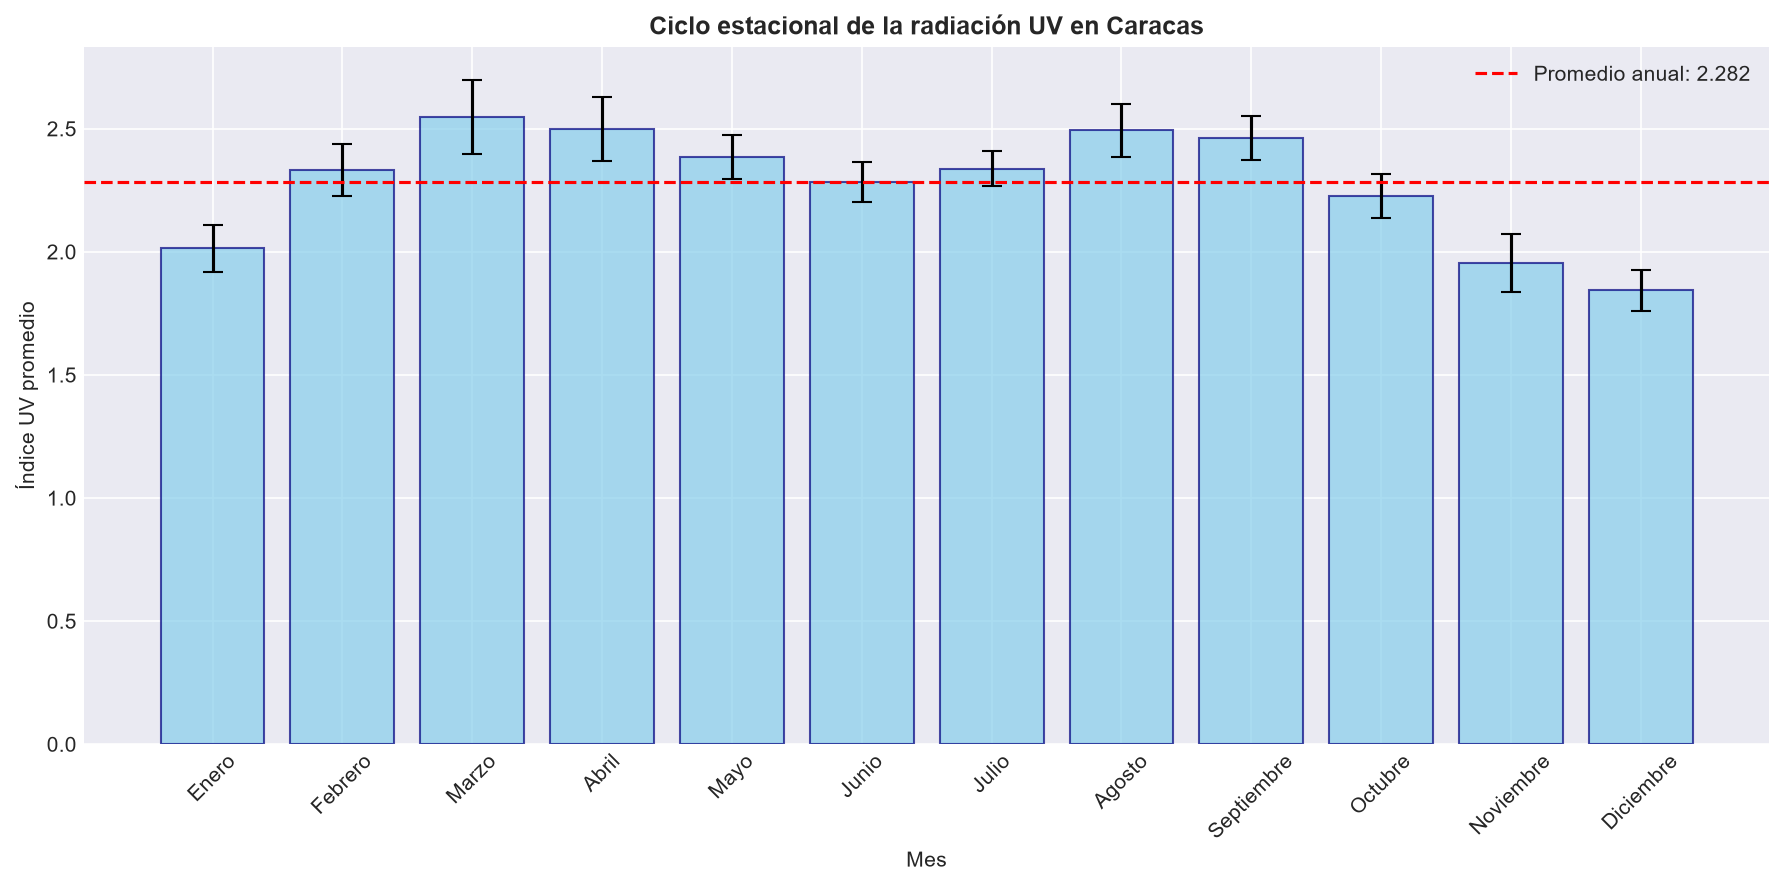 Ciclo estacional de la radiación UV en Caracas
Promedio anual: 2.282
Índice UV promedio
2.5
2.0
1.5
1.0
0.5
0.0
Enero
Febrero
Marzo
Abril
Mayo
Junio
Julio
Agosto
Septiembre
Octubre
Noviembre
Diciembre
Mes